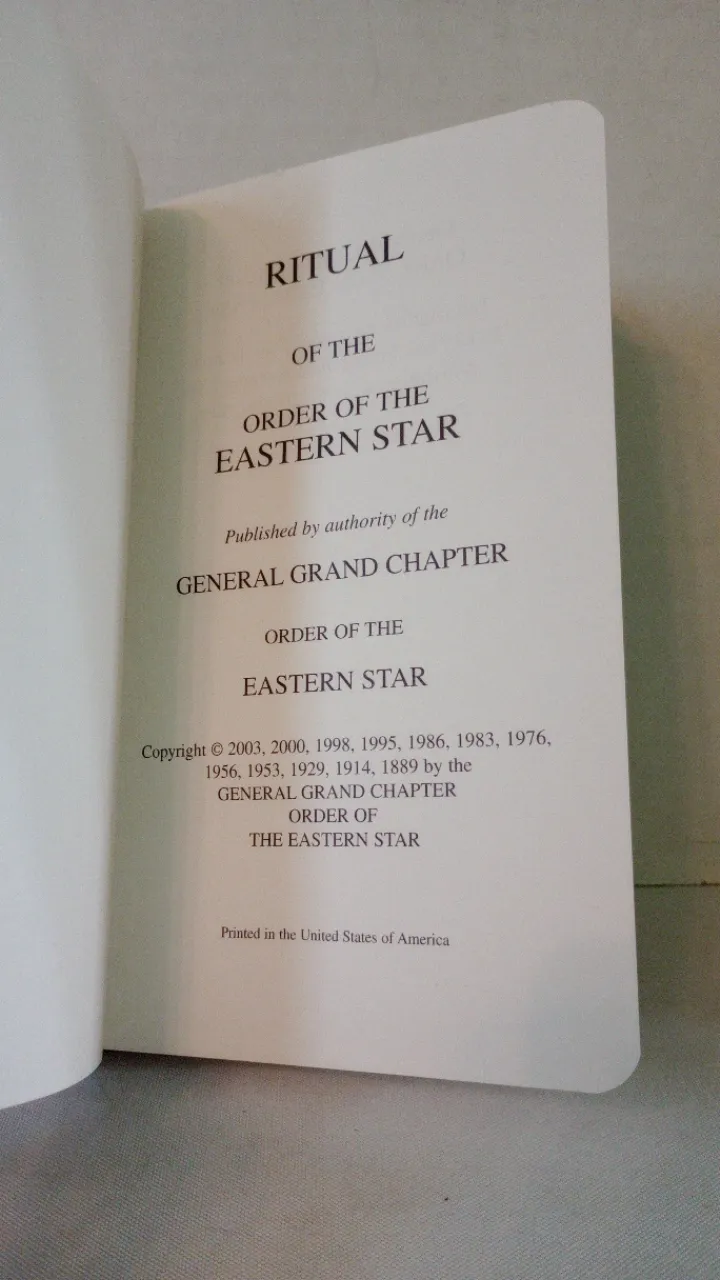 RITUAL
OF THE
ORDER OF THE
EASTERN STAR
Published by authority of the
GENERAL GRAND CHAPTER
ORDER OF THE
EASTERN STAR
Copyright © 2003, 2000, 1998, 1995, 1986, 1983, 1976,
1956, 1953, 1929, 1914, 1889 by the
GENERAL GRAND CHAPTER
ORDER OF
THE EASTERN STAR
Printed in the United States of America